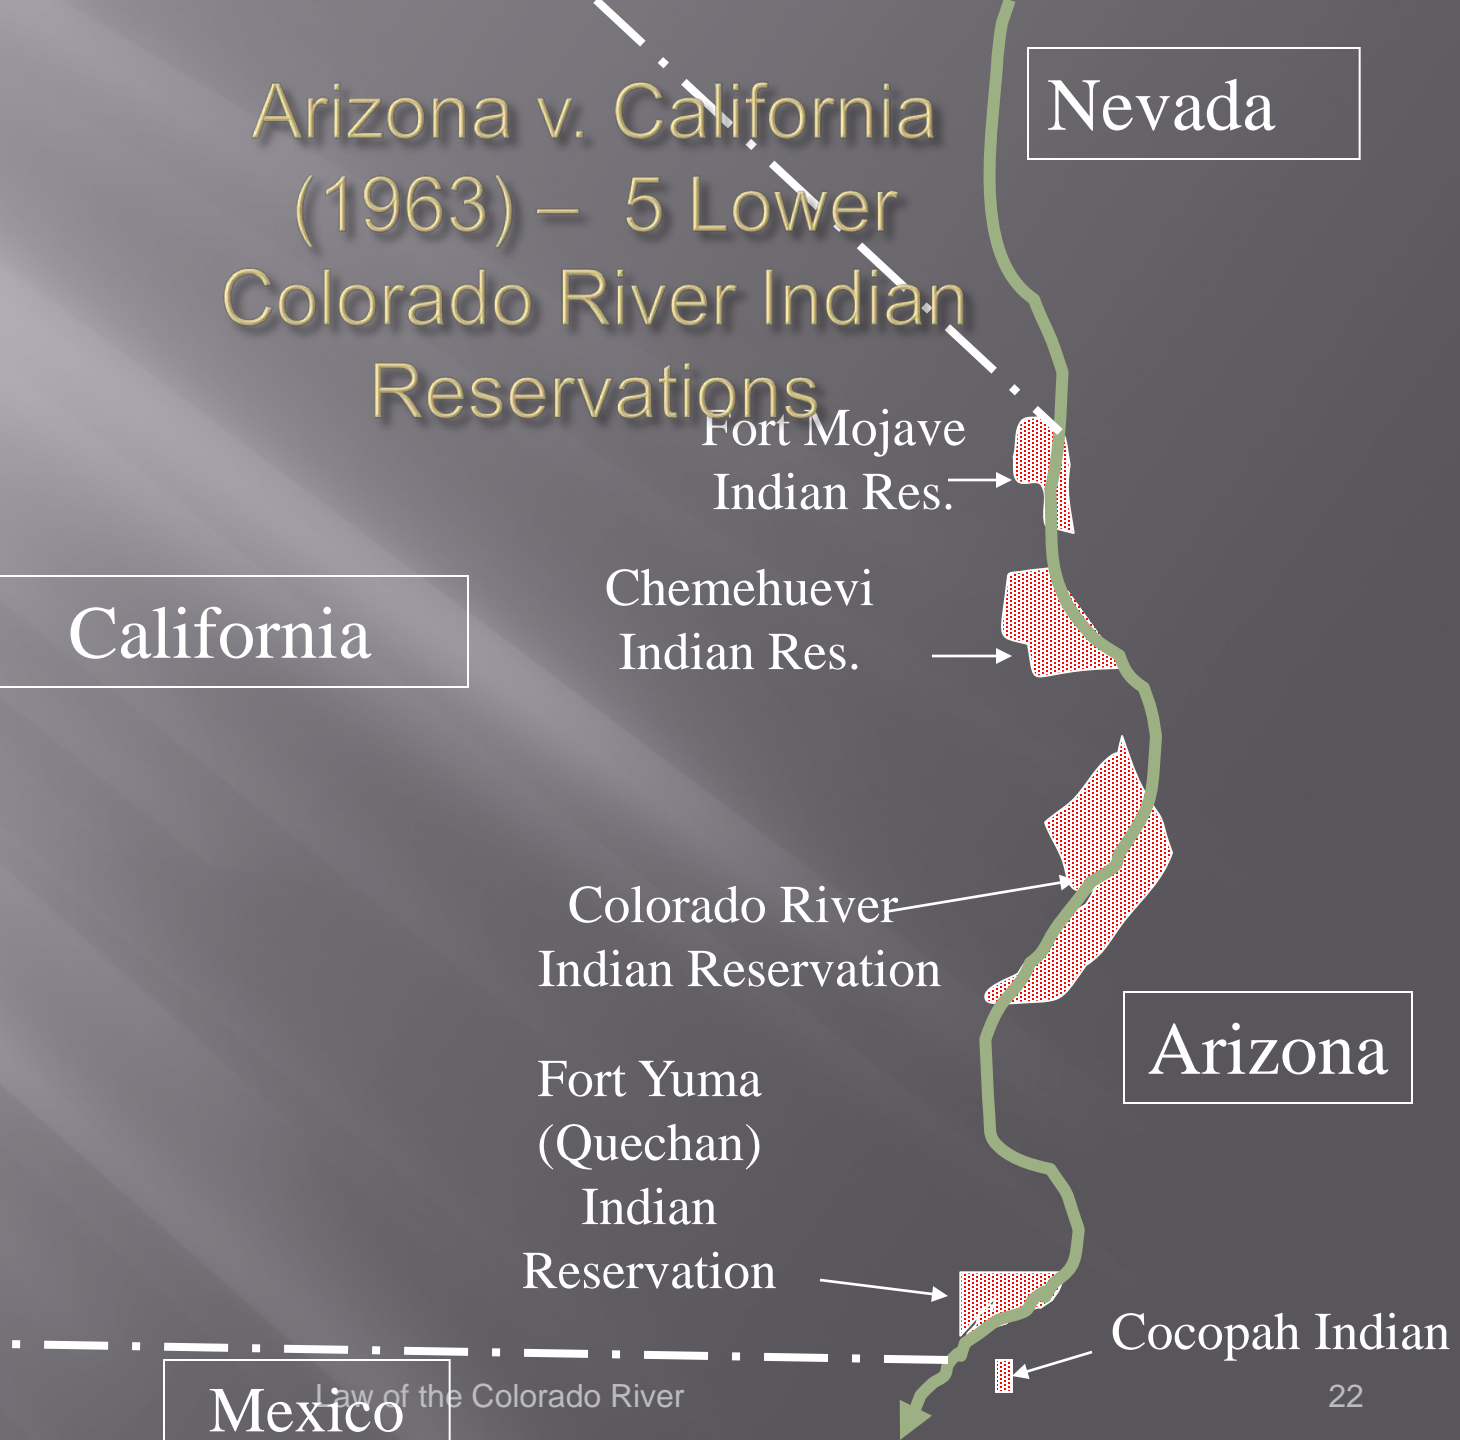 Arizona v. California
(1963) – 5 Lower
Colorado River Indian
Reservations
Nevada
Fort Mojave
Indian Res.
Chemehuevi
Indian Res.
California
Colorado River
Indian Reservation
Arizona
Fort Yuma
(Quechan)
Indian
Reservation
Cocopah Indian
Mexico
Law of the Colorado River
22